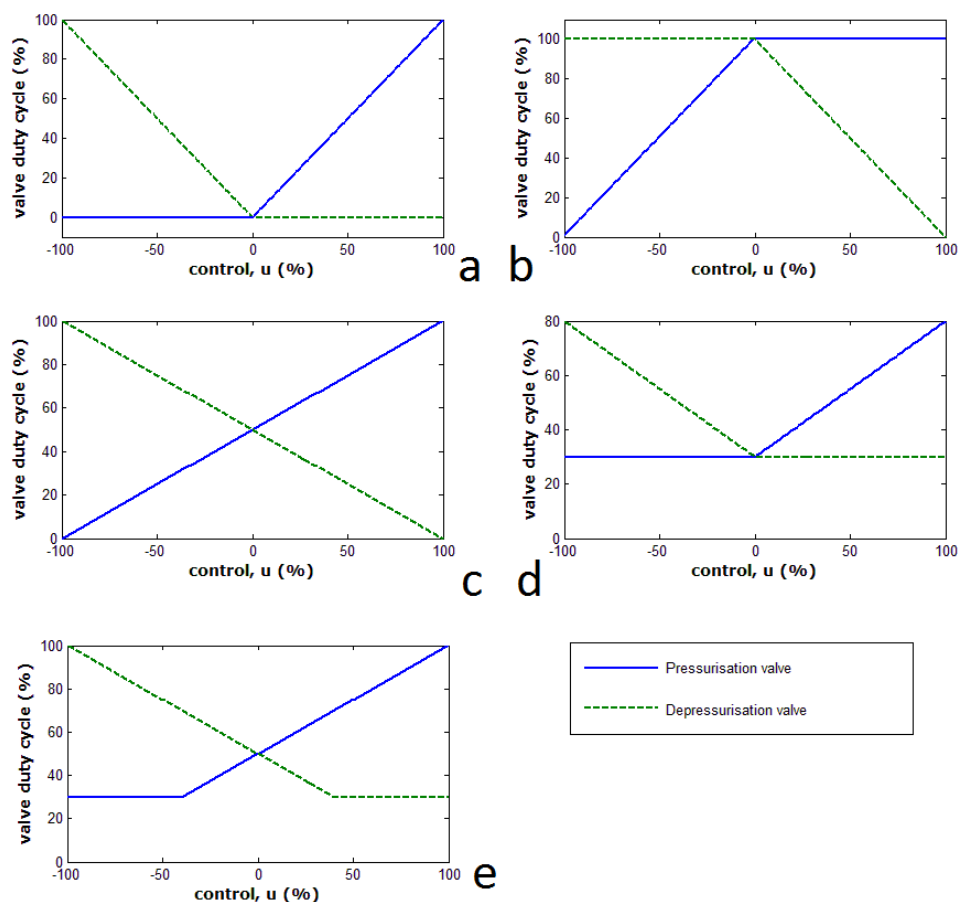 100
80
60
40
20
0
valve duty cycle (%)
-100 -50 0 50 100
control, u (%)
a
100
80
60
40
20
0
valve duty cycle (%)
-100 -50 0 50 100
control, u (%)
b
100
80
60
40
20
0
valve duty cycle (%)
-100 -50 0 50 100
control, u (%)
c
80
60
40
20
0
valve duty cycle (%)
-100 -50 0 50 100
control, u (%)
d
100
80
60
40
20
0
valve duty cycle (%)
-100 -50 0 50 100
control, u (%)
e
Pressurisation valve
Depressurisation valve